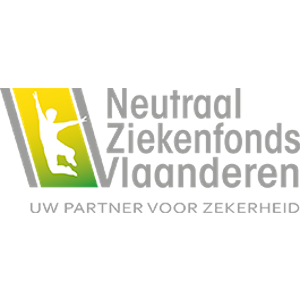 Neutraal
Ziekenfonds
Vlaanderen
UW PARTNER VOOR ZEKERHEID